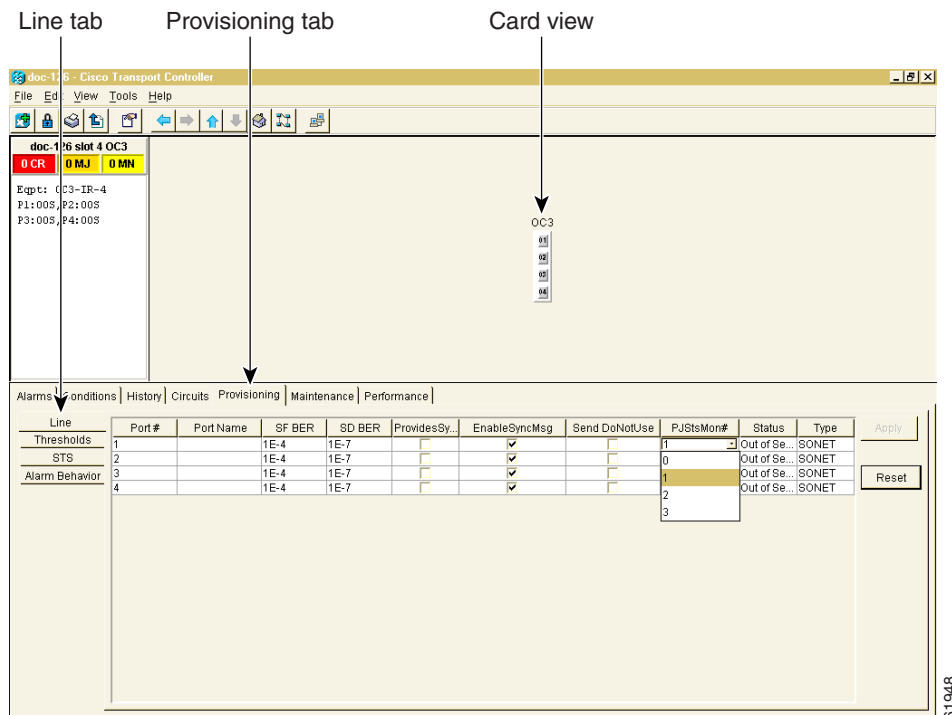 Line tab Provisioning tab Card view
doc-126 - Cisco Transport Controller
File Edit View Tools Help
doc-126 slot 4 OC3
0 CR 0 MJ 0 MN
Eqpt: OC3-IR-4
P1:OOS,P2:OOS
P3:OOS,P4:OOS
OC3
01
02
03
04
Alarms Conditions History Circuits Provisioning Maintenance Performance
Line
Thresholds
STS
Alarm Behavior
Port # Port Name SF BER SD BER ProvidesSy... EnableSyncMsg Send DoNotUse PJStsMon# Status Type
1 1E-4 1E-7 1 Out of Se... SONET
2 1E-4 1E-7 Out of Se... SONET
3 1E-4 1E-7 Out of Se... SONET
4 1E-4 1E-7 Out of Se... SONET
0
1
2
3
Apply
Reset
61948